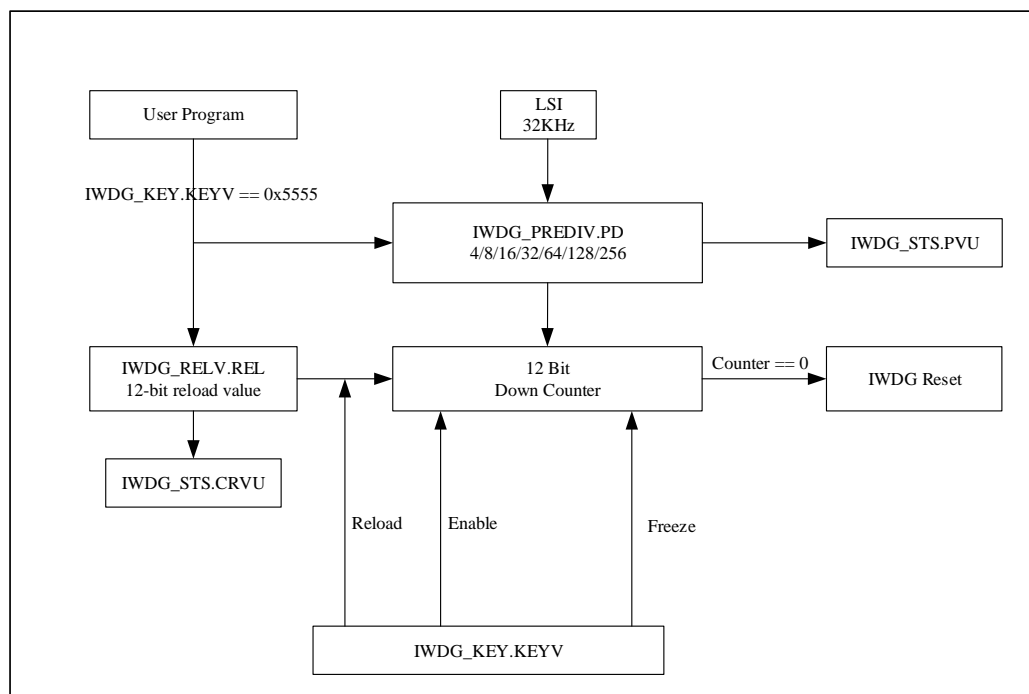 User Program
LSI
32KHz
IWDG_KEY.KEYV == 0x5555
IWDG_PREDIV.PD
4/8/16/32/64/128/256
IWDG_STS.PVU
IWDG_RELV.REL
12-bit reload value
12 Bit
Down Counter
Counter == 0
IWDG Reset
IWDG_STS.CRVU
Reload
Enable
Freeze
IWDG_KEY.KEYV